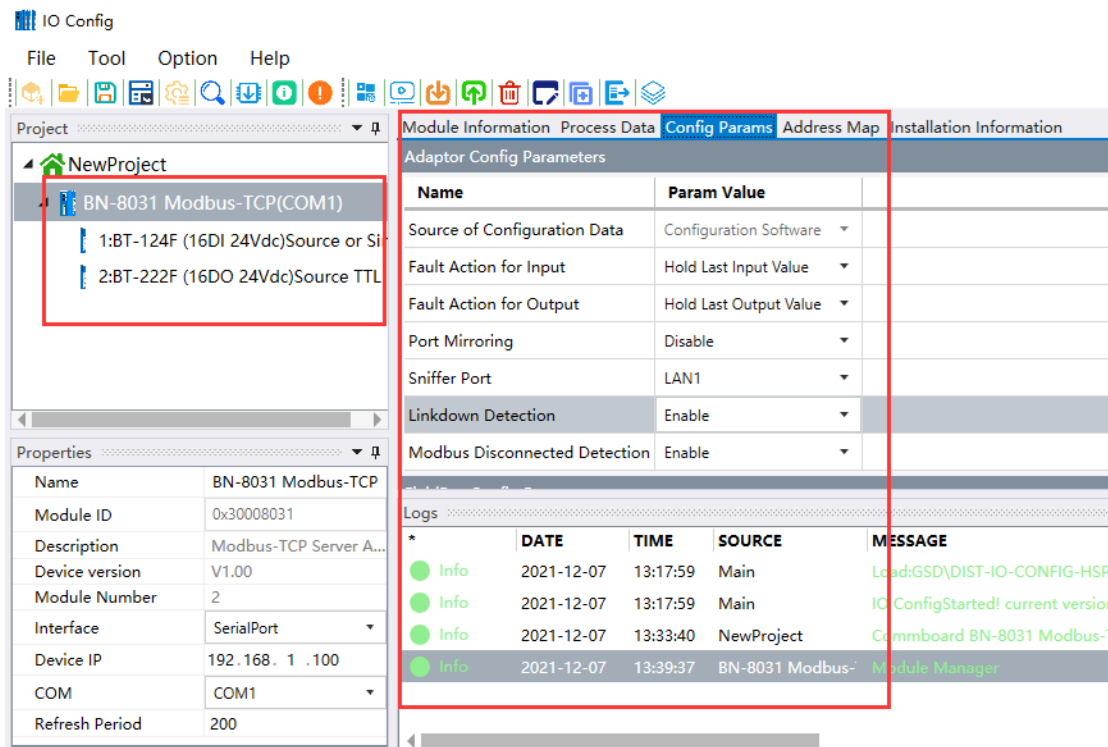 IO Config
File Tool Option Help
Project
NewProject
BN-8031 Modbus-TCP(COM1)
1:BT-124F (16DI 24Vdc)Source or Sin
2:BT-222F (16DO 24Vdc)Source TTL
Properties
Name BN-8031 Modbus-TCP
Module ID 0x30008031
Description Modbus-TCP Server A...
Device version V1.00
Module Number 2
Interface SerialPort
Device IP 192.168. 1 .100
COM COM1
Refresh Period 200
Module Information Process Data Config Params Address Map Installation Information
Adaptor Config Parameters
Name Param Value
Source of Configuration Data Configuration Software
Fault Action for Input Hold Last Input Value
Fault Action for Output Hold Last Output Value
Port Mirroring Disable
Sniffer Port LAN1
Linkdown Detection Enable
Modbus Disconnected Detection Enable
Logs
* DATE TIME SOURCE MESSAGE
Info 2021-12-07 13:17:59 Main Load:GSD\DIST-IO-CONFIG-HSP
Info 2021-12-07 13:17:59 Main IO ConfigStarted! current version
Info 2021-12-07 13:33:40 NewProject Commboard BN-8031 Modbus-
Info 2021-12-07 13:39:37 BN-8031 Modbus- Module Manager